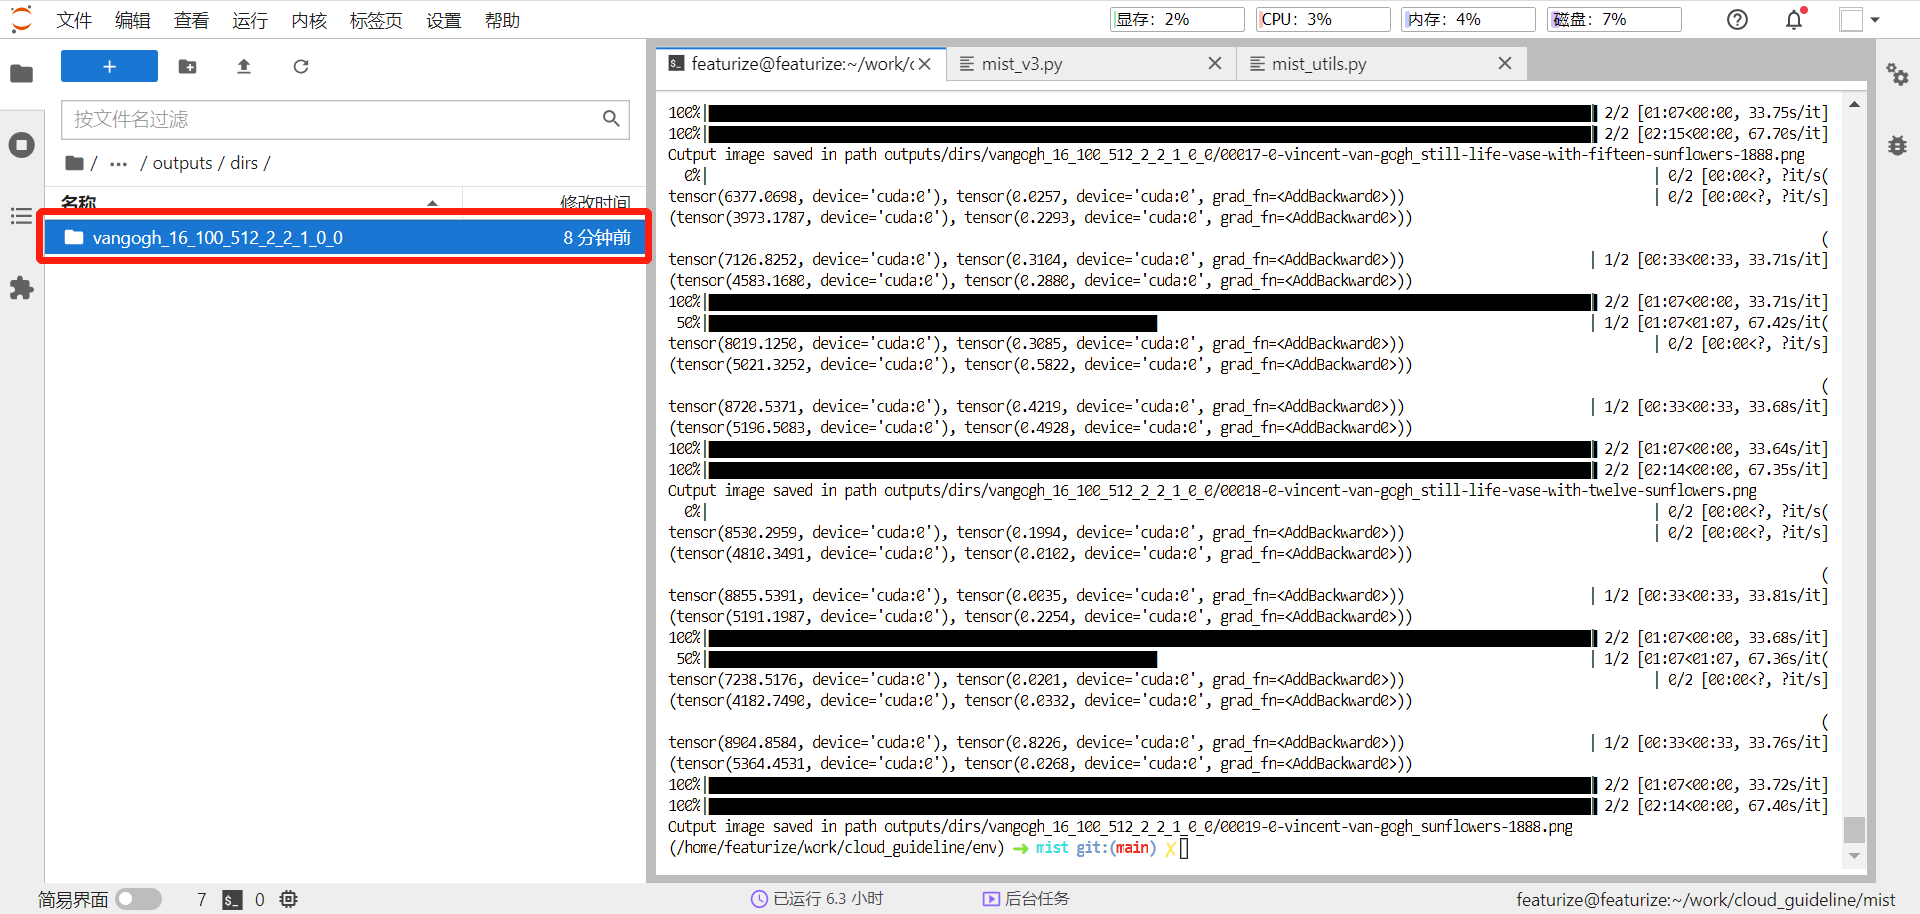 文件 编辑 查看 运行 内核 标签页 设置 帮助
显存：2% CPU：3% 内存：4% 磁盘：7%
+
按文件名过滤
/ ··· / outputs / dirs /
名称 修改时间
vangogh_16_100_512_2_2_1_0_0 8 分钟前
featurize@featurize:~/work/c mist_v3.py mist_utils.py
100%| | 2/2 [01:07<00:00, 33.75s/it]
100%| | 2/2 [02:15<00:00, 67.70s/it]
Output image saved in path outputs/dirs/vangogh_16_100_512_2_2_1_0_0/00017-0-vincent-van-gogh_still-life-vase-with-fifteen-sunflowers-1888.png
0%| | 0/2 [00:00<?, ?it/s(
tensor(6377.0698, device='cuda:0'), tensor(0.0257, device='cuda:0', grad_fn=<AddBackward0>)) | 0/2 [00:00<?, ?it/s]
(tensor(3973.1787, device='cuda:0'), tensor(0.2293, device='cuda:0', grad_fn=<AddBackward0>))
(
tensor(7126.8252, device='cuda:0'), tensor(0.3104, device='cuda:0', grad_fn=<AddBackward0>)) | 1/2 [00:33<00:33, 33.71s/it]
(tensor(4583.1680, device='cuda:0'), tensor(0.2880, device='cuda:0', grad_fn=<AddBackward0>))
100%| | 2/2 [01:07<00:00, 33.71s/it]
50%| | 1/2 [01:07<01:07, 67.42s/it(
tensor(8019.1250, device='cuda:0'), tensor(0.3085, device='cuda:0', grad_fn=<AddBackward0>)) | 0/2 [00:00<?, ?it/s]
(tensor(5021.3252, device='cuda:0'), tensor(0.5822, device='cuda:0', grad_fn=<AddBackward0>))
(
tensor(8720.5371, device='cuda:0'), tensor(0.4219, device='cuda:0', grad_fn=<AddBackward0>)) | 1/2 [00:33<00:33, 33.68s/it]
(tensor(5196.5083, device='cuda:0'), tensor(0.4928, device='cuda:0', grad_fn=<AddBackward0>))
100%| | 2/2 [01:07<00:00, 33.64s/it]
100%| | 2/2 [02:14<00:00, 67.35s/it]
Output image saved in path outputs/dirs/vangogh_16_100_512_2_2_1_0_0/00018-0-vincent-van-gogh_still-life-vase-with-twelve-sunflowers.png
0%| | 0/2 [00:00<?, ?it/s(
tensor(8530.2959, device='cuda:0'), tensor(0.1994, device='cuda:0', grad_fn=<AddBackward0>)) | 0/2 [00:00<?, ?it/s]
(tensor(4810.3491, device='cuda:0'), tensor(0.0102, device='cuda:0', grad_fn=<AddBackward0>))
(
tensor(8855.5391, device='cuda:0'), tensor(0.0035, device='cuda:0', grad_fn=<AddBackward0>)) | 1/2 [00:33<00:33, 33.81s/it]
(tensor(5191.1987, device='cuda:0'), tensor(0.2254, device='cuda:0', grad_fn=<AddBackward0>))
100%| | 2/2 [01:07<00:00, 33.68s/it]
50%| | 1/2 [01:07<01:07, 67.36s/it(
tensor(7238.5176, device='cuda:0'), tensor(0.0201, device='cuda:0', grad_fn=<AddBackward0>)) | 0/2 [00:00<?, ?it/s]
(tensor(4182.7490, device='cuda:0'), tensor(0.0332, device='cuda:0', grad_fn=<AddBackward0>))
(
tensor(8904.8584, device='cuda:0'), tensor(0.8226, device='cuda:0', grad_fn=<AddBackward0>)) | 1/2 [00:33<00:33, 33.76s/it]
(tensor(5364.4531, device='cuda:0'), tensor(0.0268, device='cuda:0', grad_fn=<AddBackward0>))
100%| | 2/2 [01:07<00:00, 33.72s/it]
100%| | 2/2 [02:14<00:00, 67.40s/it]
Output image saved in path outputs/dirs/vangogh_16_100_512_2_2_1_0_0/00019-0-vincent-van-gogh_sunflowers-1888.png
(/home/featurize/work/cloud_guideline/env) ➜ mist git:(main) ✗
简易界面 7 0 已运行 6.3 小时 后台任务 featurize@featurize:~/work/cloud_guideline/mist